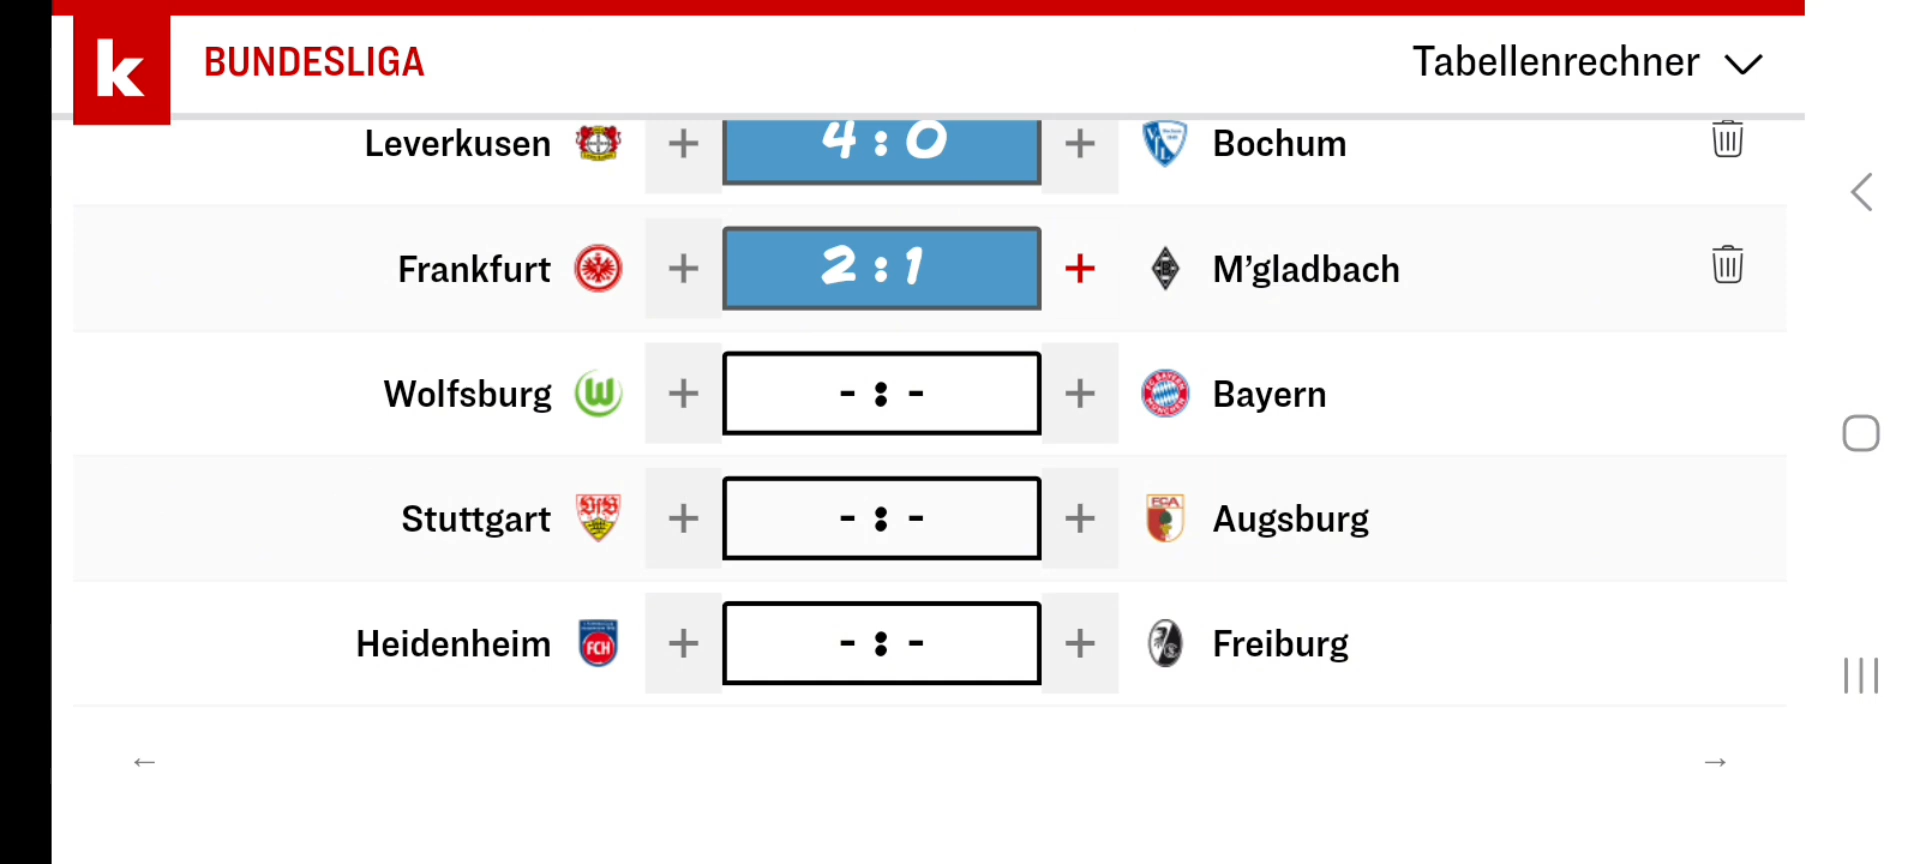 k BUNDESLIGA Tabellenrechner
Leverkusen + 4:0 + Bochum
Frankfurt + 2:1 + M’gladbach
Wolfsburg + -:- + Bayern
Stuttgart + -:- + Augsburg
Heidenheim + -:- + Freiburg
← →